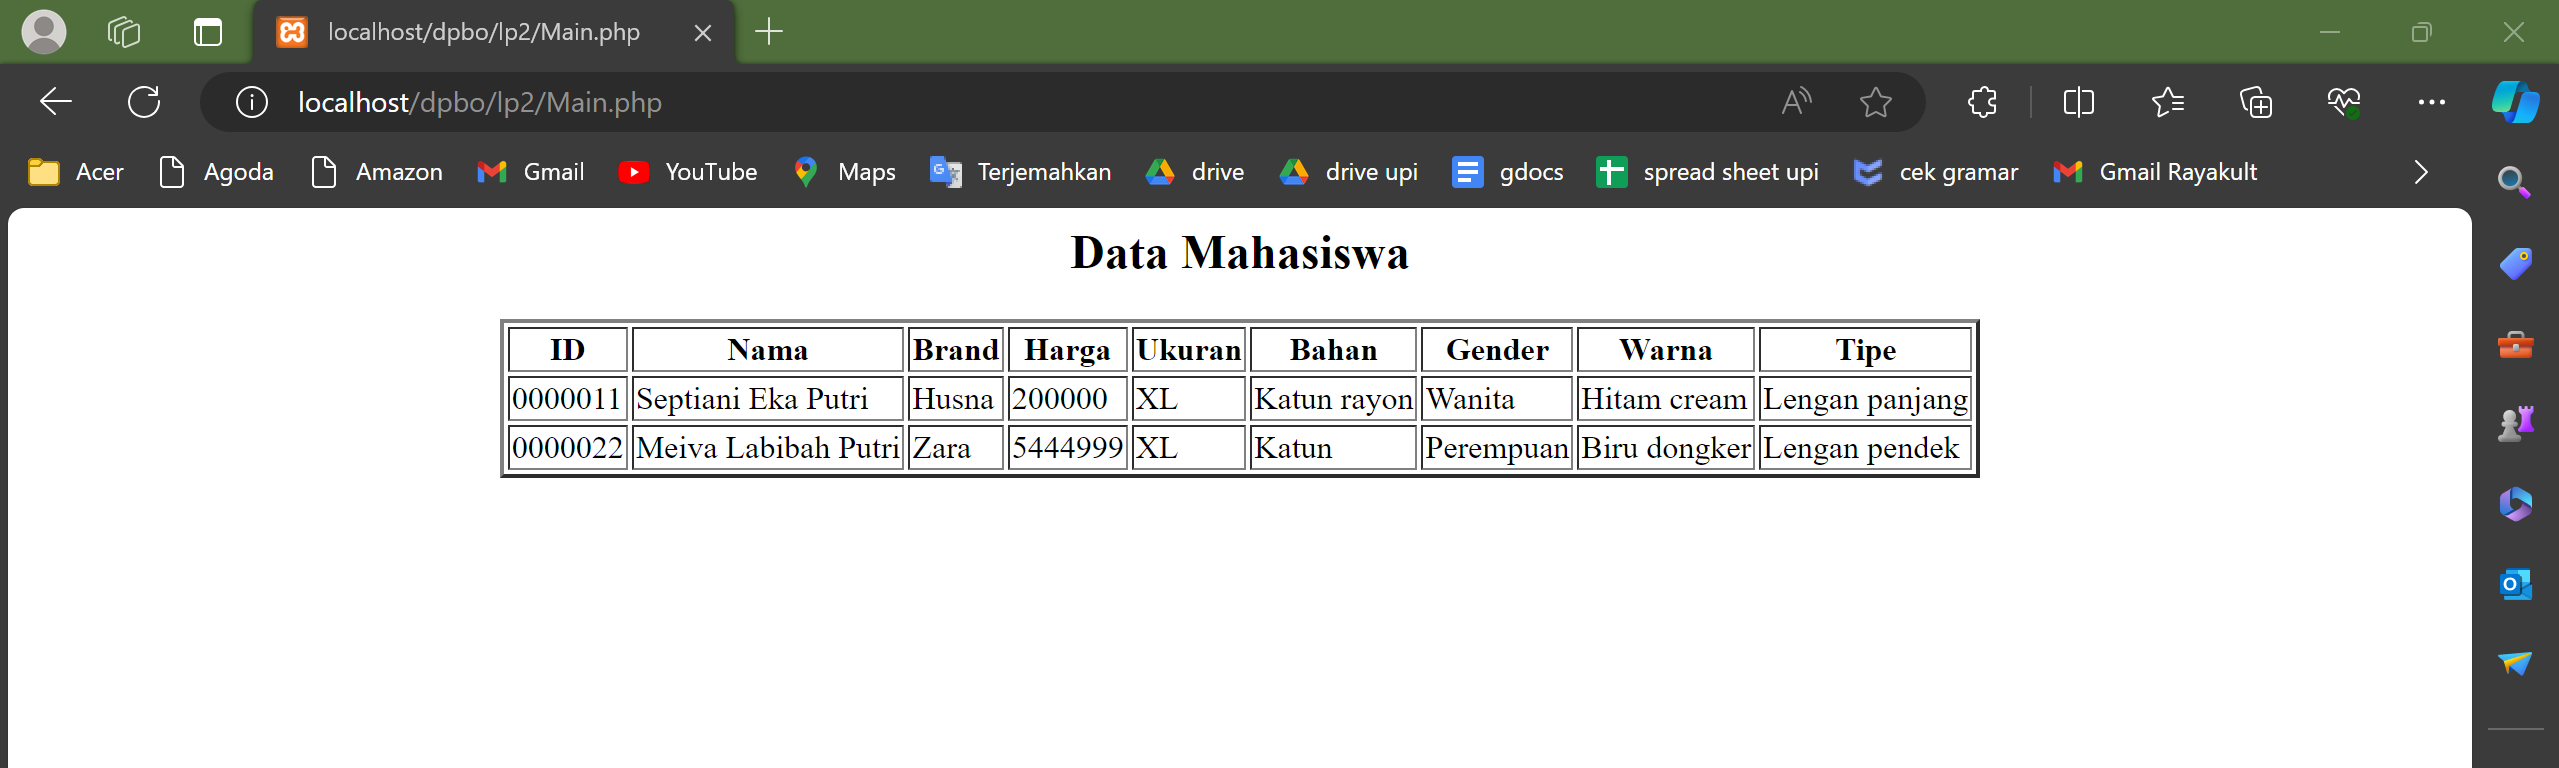 localhost/dpbo/lp2/Main.php
localhost/dpbo/lp2/Main.php
Acer Agoda Amazon Gmail YouTube Maps Terjemahkan drive drive upi gdocs spread sheet upi cek gramar Gmail Rayakult
Data Mahasiswa
ID Nama Brand Harga Ukuran Bahan Gender Warna Tipe
0000011 Septiani Eka Putri Husna 200000 XL Katun rayon Wanita Hitam cream Lengan panjang
0000022 Meiva Labibah Putri Zara 5444999 XL Katun Perempuan Biru dongker Lengan pendek